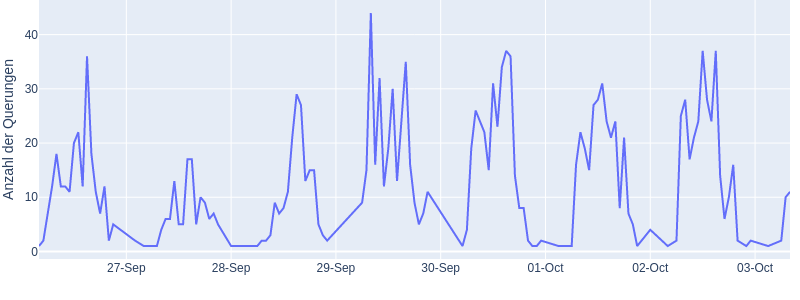 Anzahl der Querungen
40
30
20
10
0
27-Sep
28-Sep
29-Sep
30-Sep
01-Oct
02-Oct
03-Oct